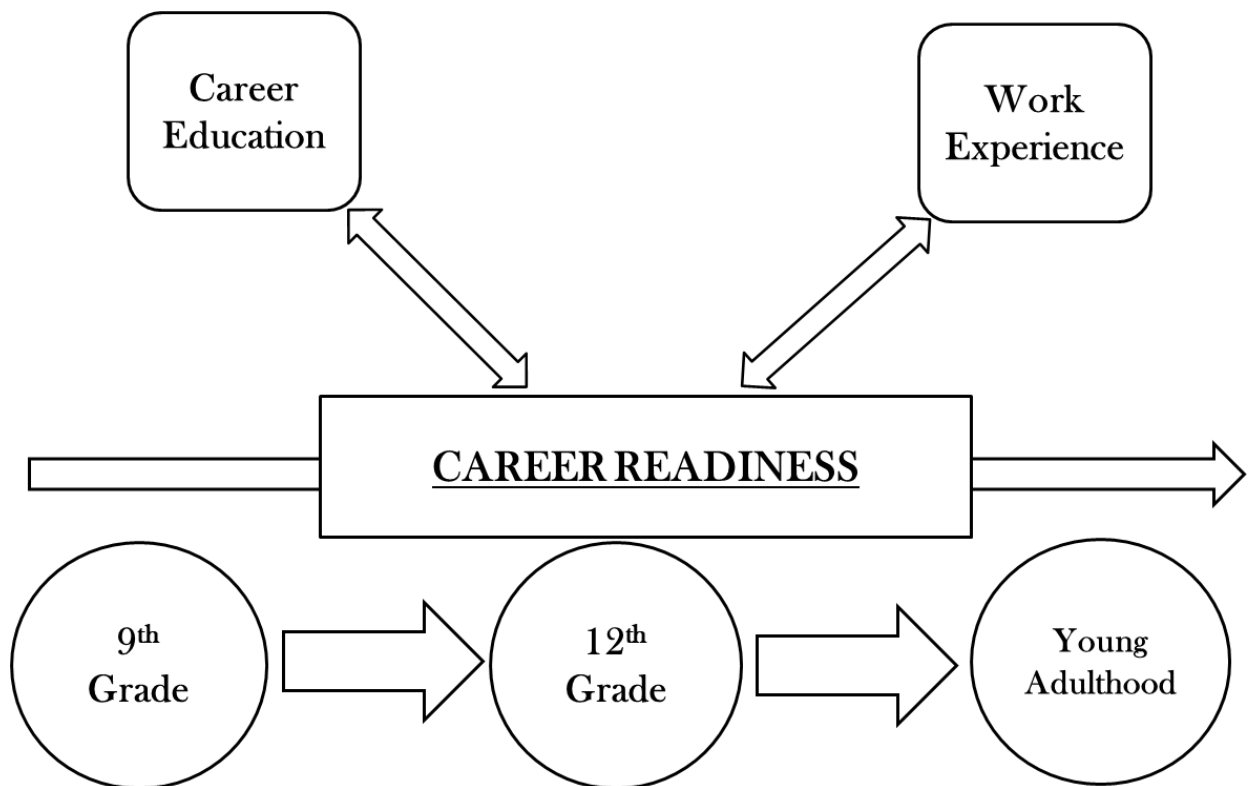 Career
Education
Work
Experience
CAREER READINESS
9th
Grade
12th
Grade
Young
Adulthood